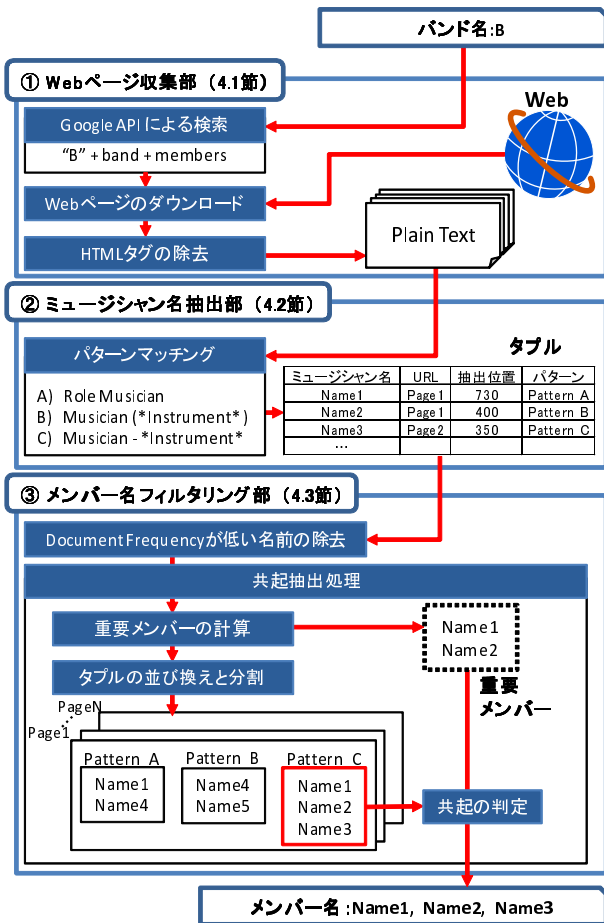 バンド名:B
① Webページ収集部 (4.1節)
Google APIによる検索
“B” + band + members
Web
Webページのダウンロード
HTMLタグの除去
Plain Text
② ミュージシャン名抽出部 (4.2節)
パターンマッチング
A) Role Musician
B) Musician (*Instrument*)
C) Musician - *Instrument*
タプル
ミュージシャン名 URL 抽出位置 パターン
Name1 Page1 730 Pattern A
Name2 Page1 400 Pattern B
Name3 Page2 350 Pattern C
…
③ メンバー名フィルタリング部 (4.3節)
Document Frequencyが低い名前の除去
共起抽出処理
重要メンバーの計算
Name1
Name2
重要
メンバー
タプルの並び換えと分割
PageN
Page1
Pattern A
Name1
Name4
Pattern B
Name4
Name5
Pattern C
Name1
Name2
Name3
共起の判定
メンバー名:Name1, Name2, Name3